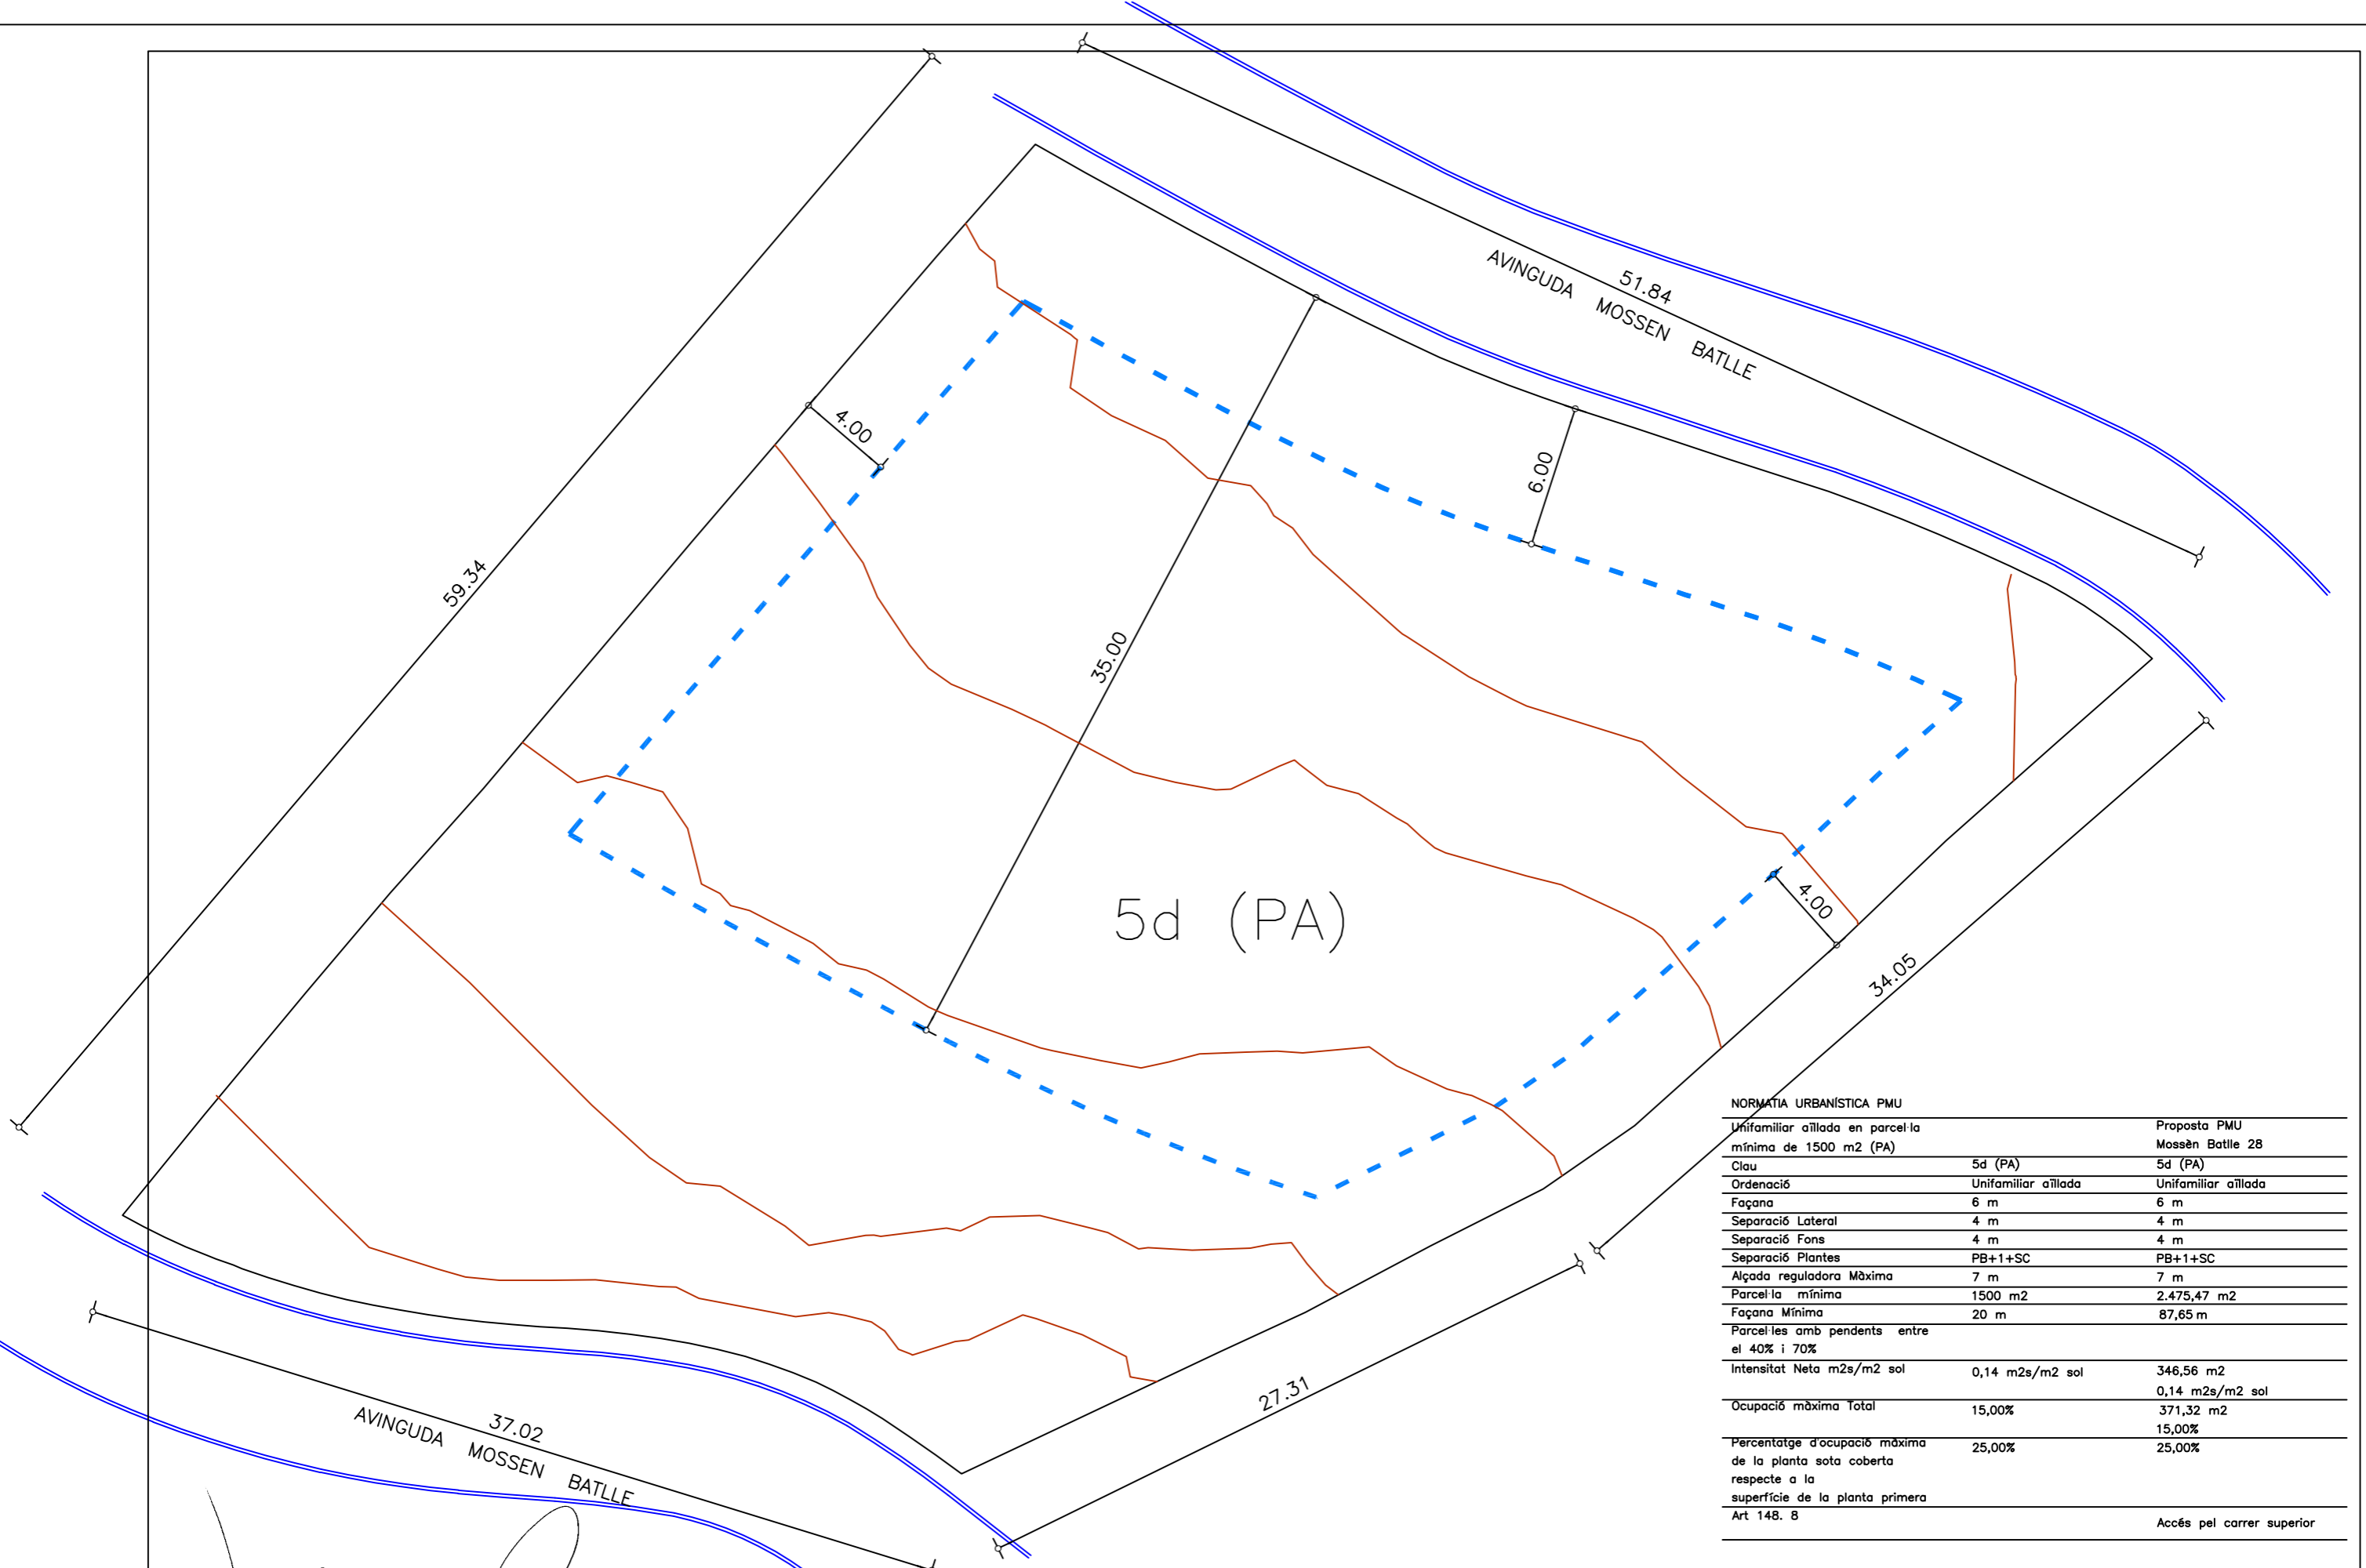 51.84
AVINGUDA MOSSEN BATLLE
4.00
6.00
59.34
35.00
5d (PA)
4.00
34.05
27.31
37.02
AVINGUDA MOSSEN BATLLE
NORMATIA URBANÍSTICA PMU
Unifamiliar aïllada en parcel·la Proposta PMU
mínima de 1500 m2 (PA) Mossèn Batlle 28
Clau 5d (PA) 5d (PA)
Ordenació Unifamiliar aïllada Unifamiliar aïllada
Façana 6 m 6 m
Separació Lateral 4 m 4 m
Separació Fons 4 m 4 m
Separació Plantes PB+1+SC PB+1+SC
Alçada reguladora Màxima 7 m 7 m
Parcel·la mínima 1500 m2 2.475,47 m2
Façana Mínima 20 m 87,65 m
Parcel·les amb pendents entre
el 40% i 70%
Intensitat Neta m2s/m2 sol 0,14 m2s/m2 sol 346,56 m2
0,14 m2s/m2 sol
Ocupació màxima Total 15,00% 371,32 m2
15,00%
Percentatge d'ocupació màxima 25,00% 25,00%
de la planta sota coberta
respecte a la
superfície de la planta primera
Art 148. 8 Accés pel carrer superior